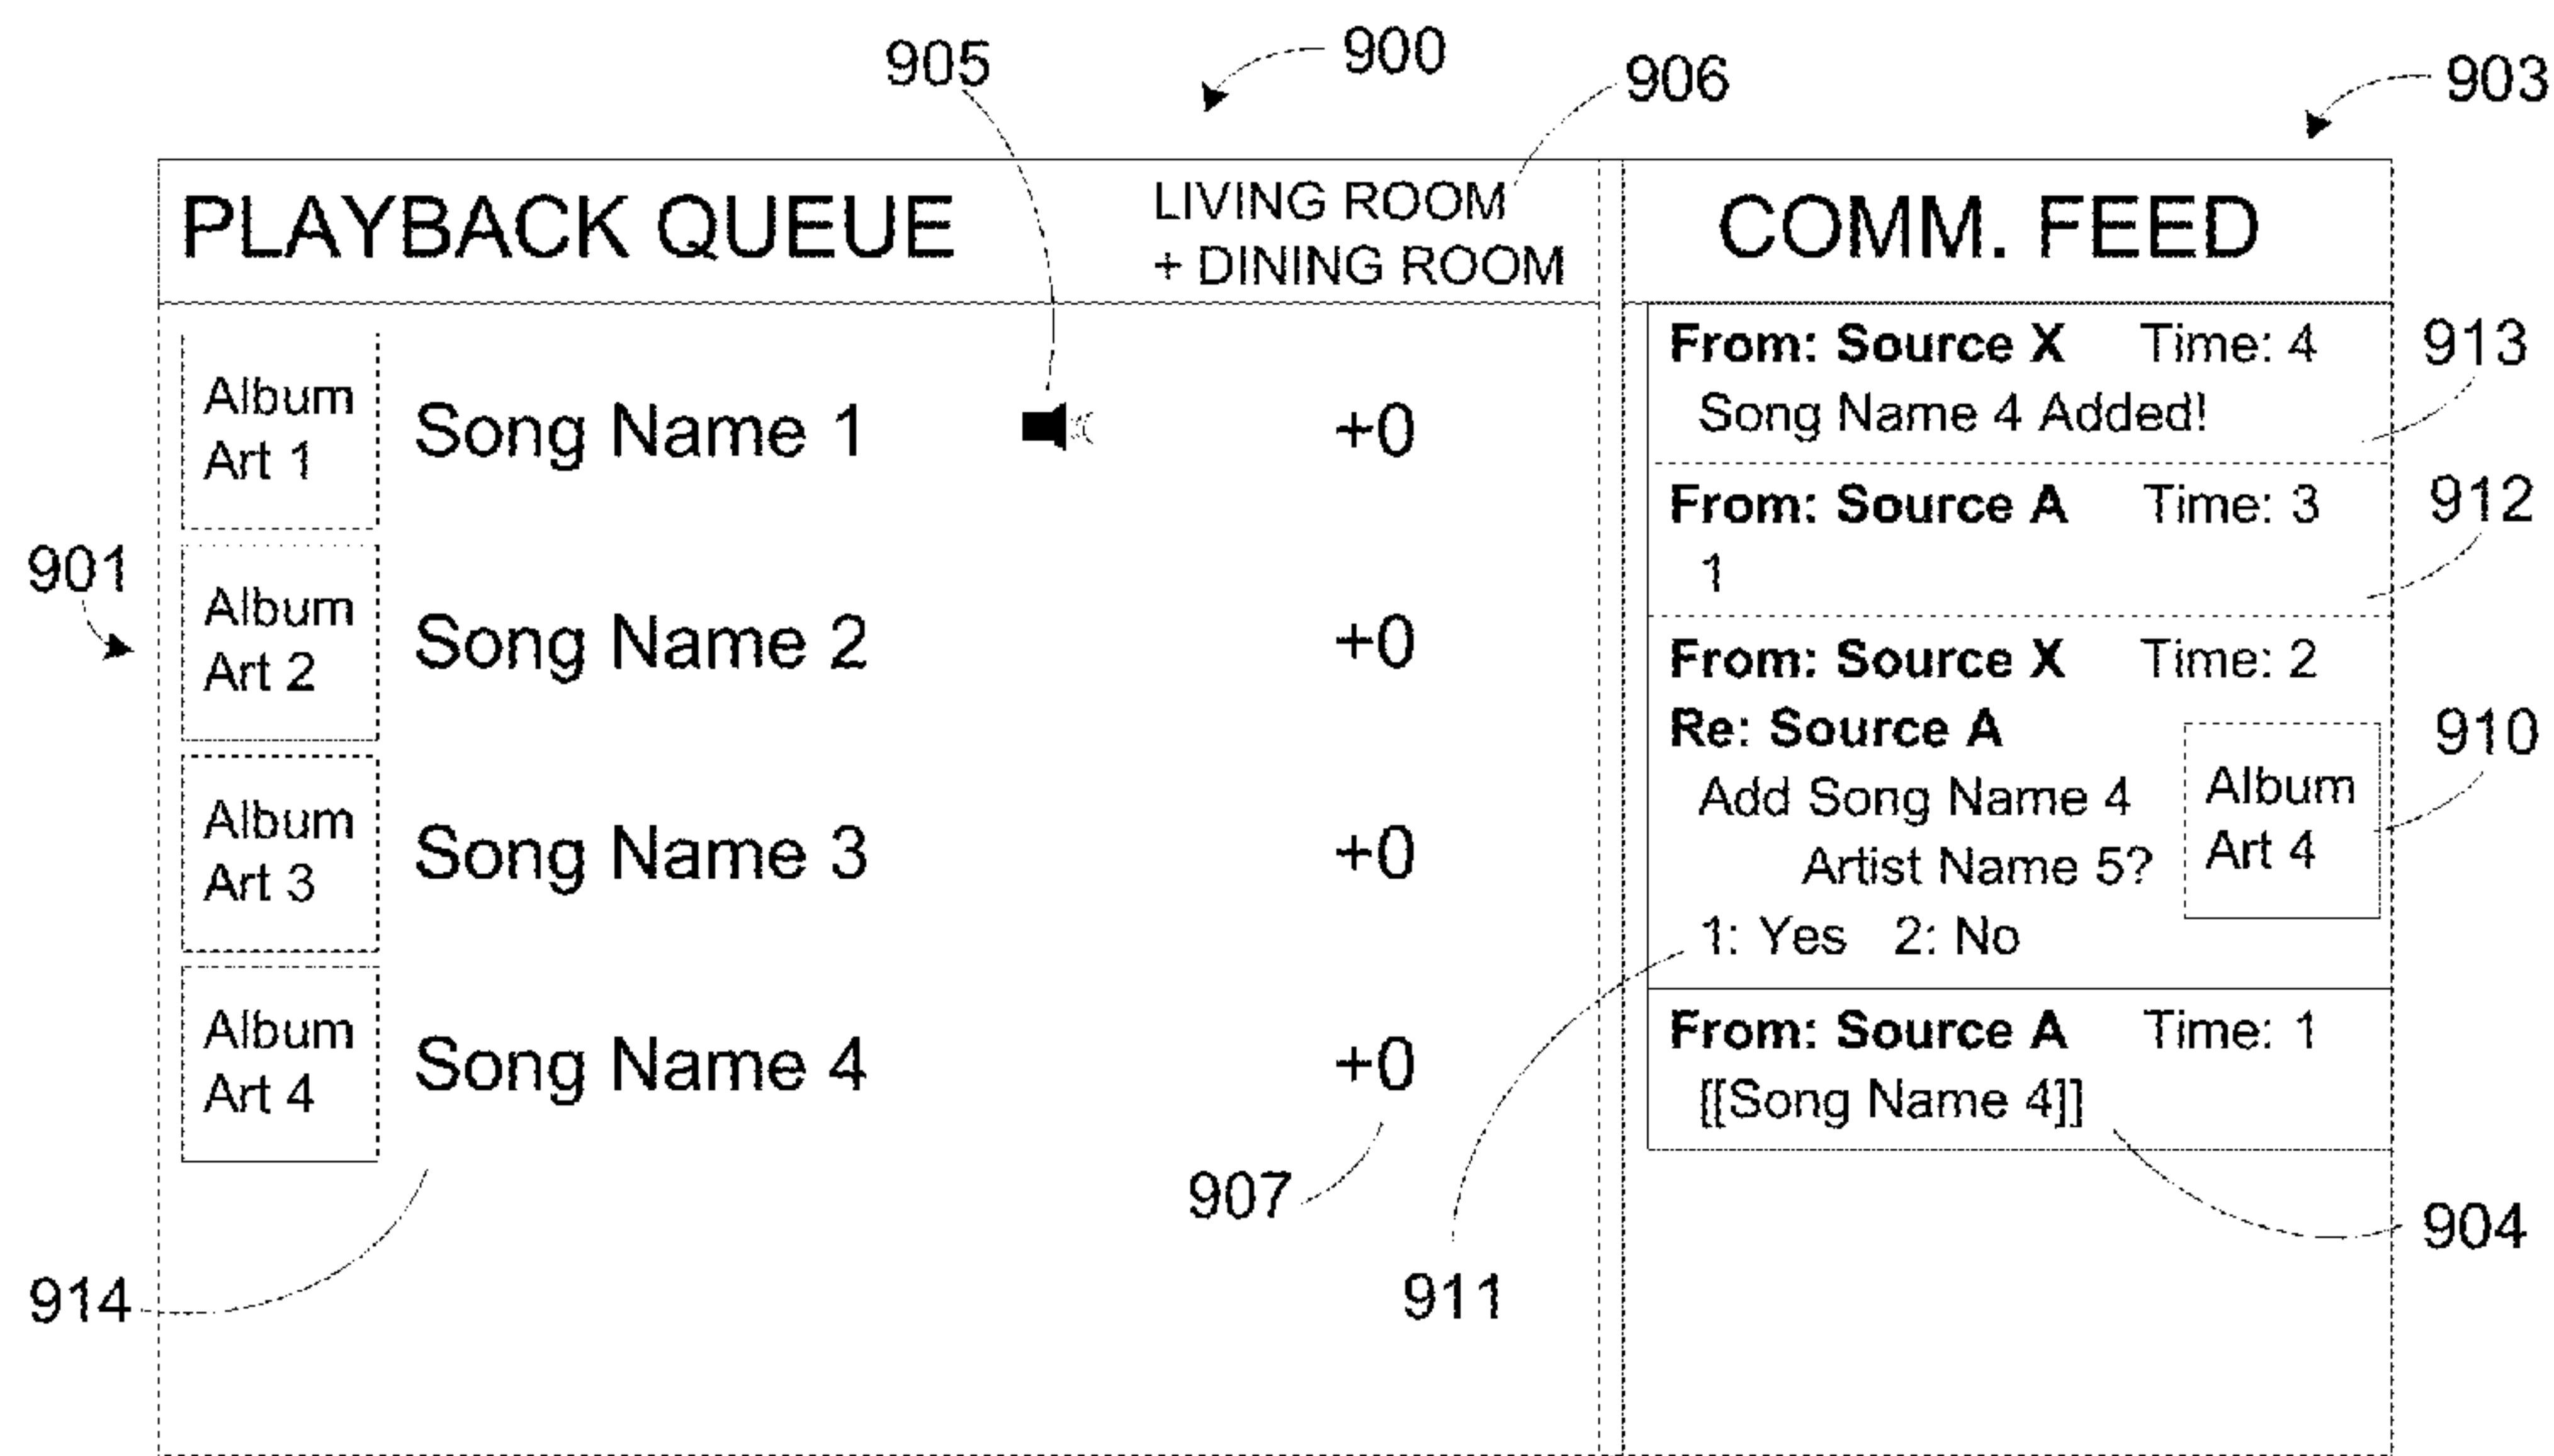 900
905
906
903
PLAYBACK QUEUE
LIVING ROOM
+ DINING ROOM
901
Album
Art 1
Song Name 1
+0
Album
Art 2
Song Name 2
+0
Album
Art 3
Song Name 3
+0
Album
Art 4
Song Name 4
+0
907
914
911
COMM. FEED
From: Source X Time: 4
Song Name 4 Added!
913
From: Source A Time: 3
1
912
From: Source X Time: 2
Re: Source A
Add Song Name 4
Artist Name 5?
1: Yes 2: No
Album
Art 4
910
From: Source A Time: 1
[[Song Name 4]]
904